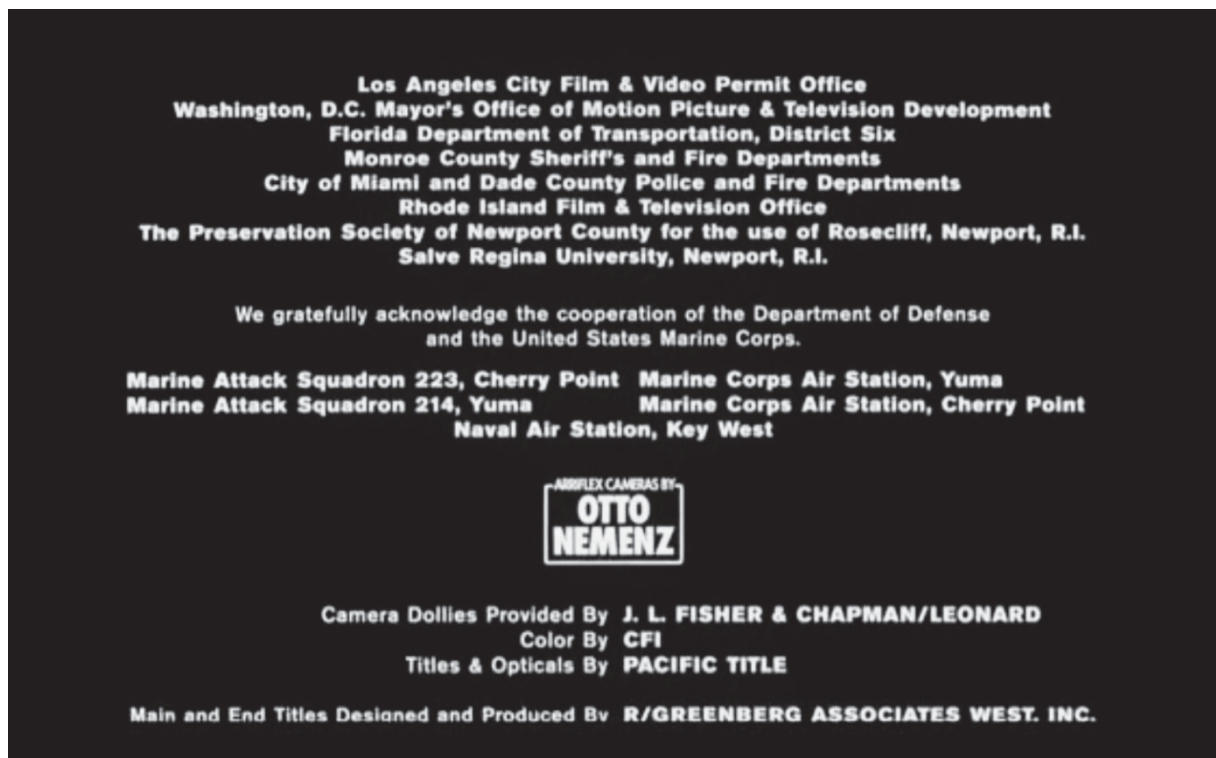 Los Angeles City Film & Video Permit Office
Washington, D.C. Mayor's Office of Motion Picture & Television Development
Florida Department of Transportation, District Six
Monroe County Sheriff's and Fire Departments
City of Miami and Dade County Police and Fire Departments
Rhode Island Film & Television Office
The Preservation Society of Newport County for the use of Rosecliff, Newport, R.I.
Salve Regina University, Newport, R.I.
We gratefully acknowledge the cooperation of the Department of Defense
and the United States Marine Corps.
Marine Attack Squadron 223, Cherry Point Marine Corps Air Station, Yuma
Marine Attack Squadron 214, Yuma Marine Corps Air Station, Cherry Point
Naval Air Station, Key West
ARRIFLEX CAMERAS BY
OTTO
NEMENZ
Camera Dollies Provided By J. L. FISHER & CHAPMAN/LEONARD
Color By CFI
Titles & Opticals By PACIFIC TITLE
Main and End Titles Designed and Produced By R/GREENBERG ASSOCIATES WEST, INC.